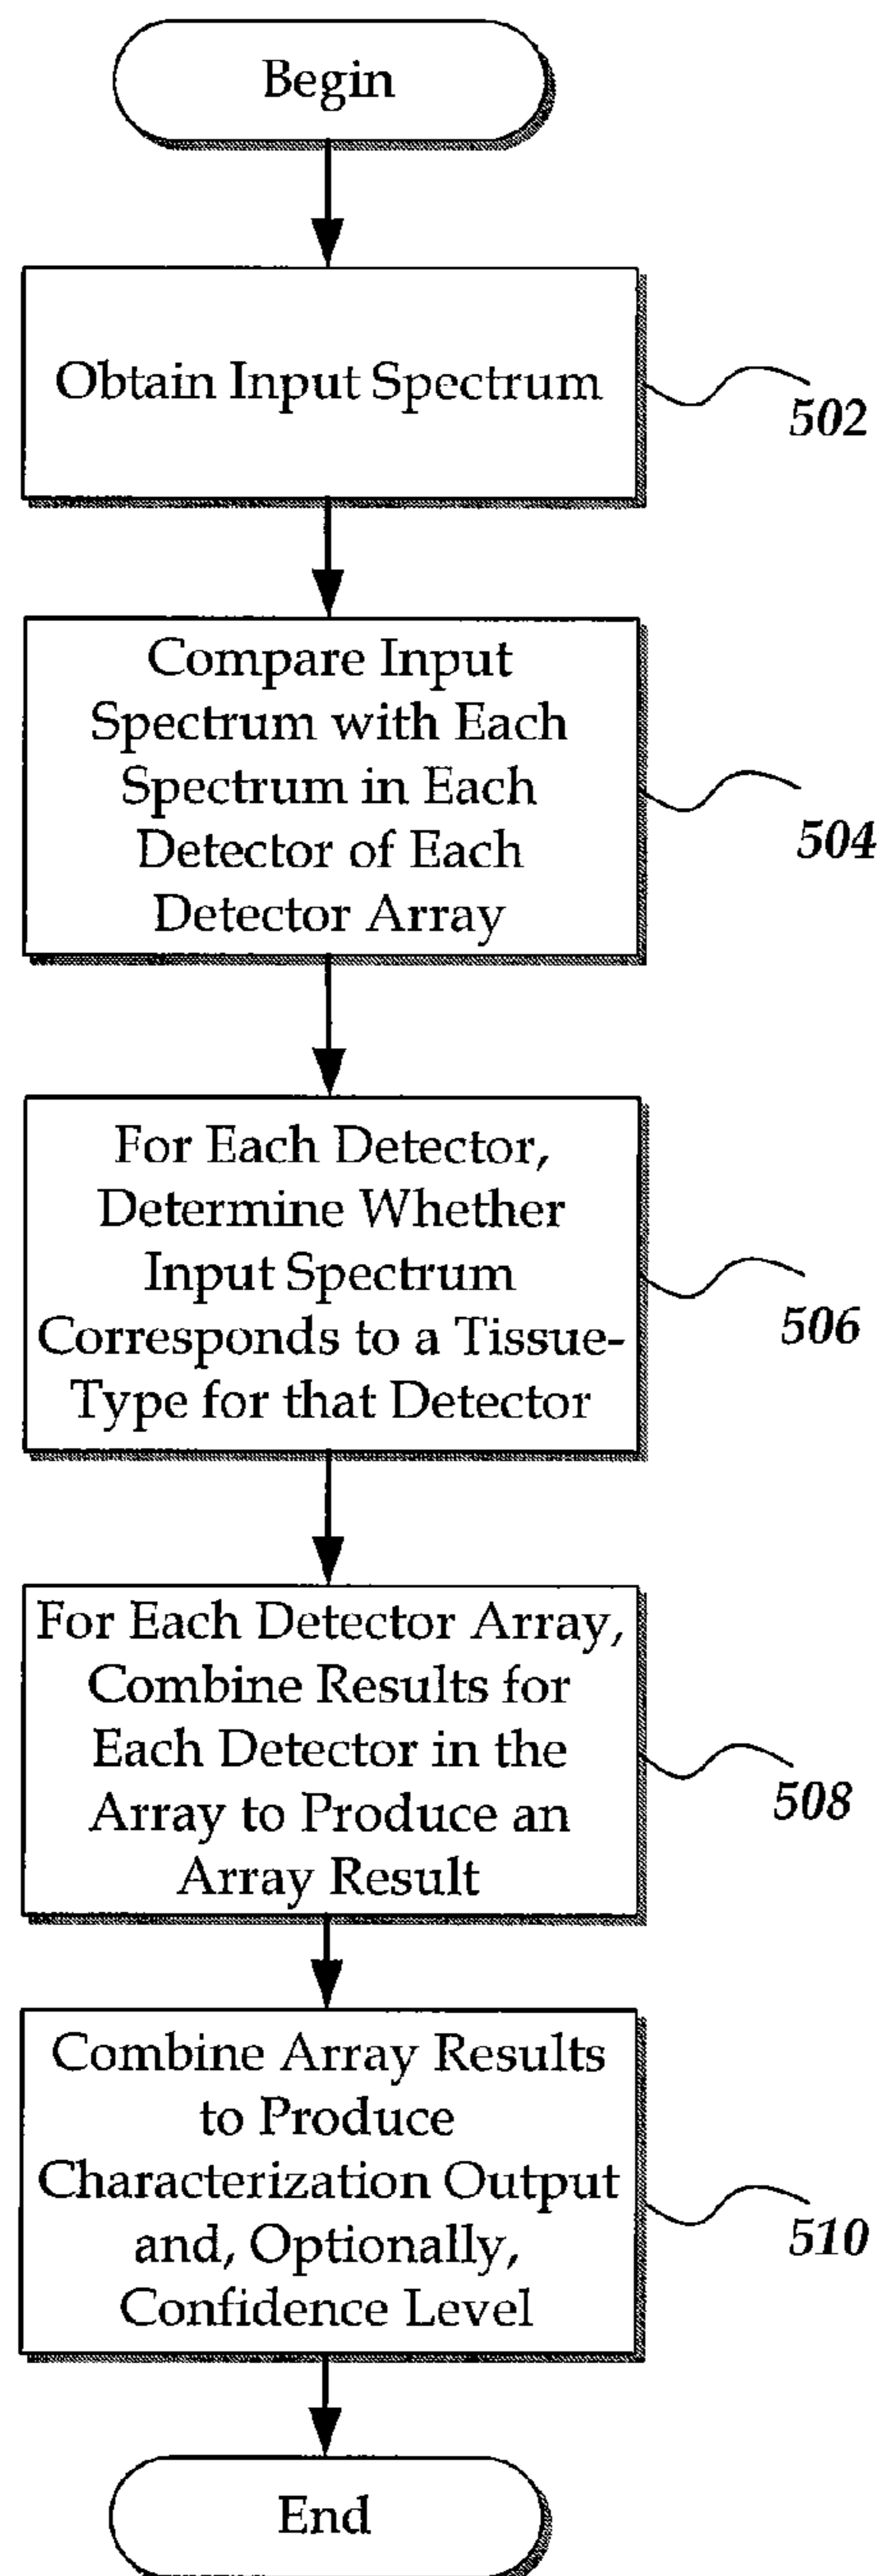 Begin
Obtain Input Spectrum
502
Compare Input
Spectrum with Each
Spectrum in Each
Detector of Each
Detector Array
504
For Each Detector,
Determine Whether
Input Spectrum
Corresponds to a Tissue-
Type for that Detector
506
For Each Detector Array,
Combine Results for
Each Detector in the
Array to Produce an
Array Result
508
Combine Array Results
to Produce
Characterization Output
and, Optionally,
Confidence Level
510
End